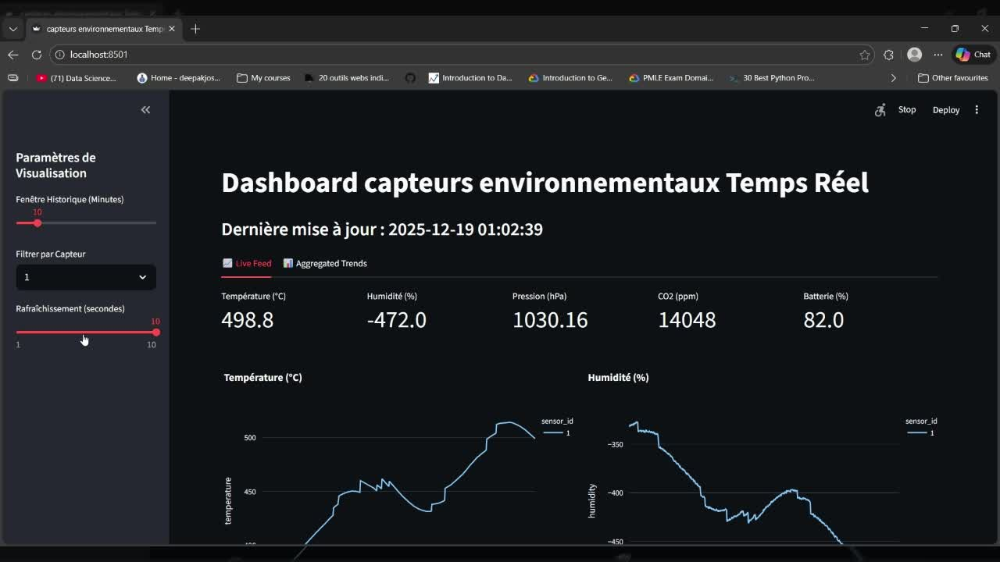 capteurs environnementaux Temps
localhost:8501
Chat
(71) Data Science...
Home - deepakjos...
My courses
20 outils webs indi...
Introduction to Da...
Introduction to Ge...
PMLE Exam Domai...
30 Best Python Pro...
Other favourites
Stop
Deploy
Paramètres de
Visualisation
Fenêtre Historique (Minutes)
10
Filtrer par Capteur
1
Rafraîchissement (secondes)
10
1 10
Dashboard capteurs environnementaux Temps Réel
Dernière mise à jour : 2025-12-19 01:02:39
Live Feed Aggregated Trends
Température (°C) Humidité (%) Pression (hPa) CO2 (ppm) Batterie (%)
498.8 -472.0 1030.16 14048 82.0
Température (°C)
sensor_id
1
500
450
temperature
Humidité (%)
sensor_id
1
−350
−400
−450
humidity